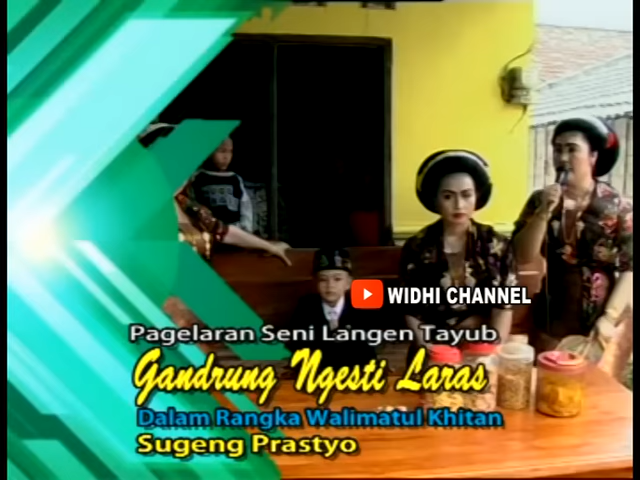 WIDHI CHANNEL
Pagelaran Seni Langen Tayub
Gandrung Ngesti Laras
Dalam Rangka Walimatul Khitan
Sugeng Prastyo